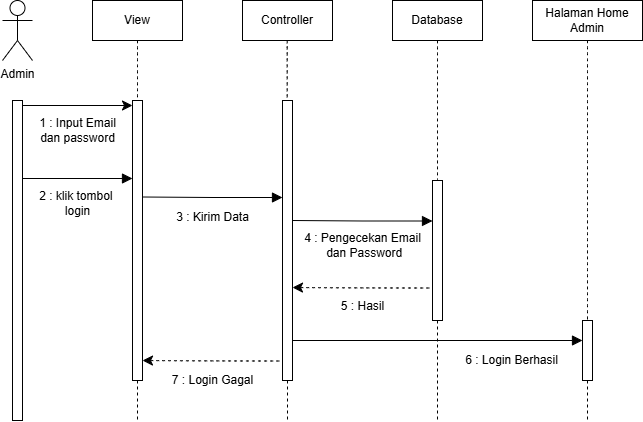 View
Controller
Database
Halaman Home
Admin
Admin
1 : Input Email
dan password
2 : klik tombol
login
3 : Kirim Data
4 : Pengecekan Email
dan Password
5 : Hasil
6 : Login Berhasil
7 : Login Gagal